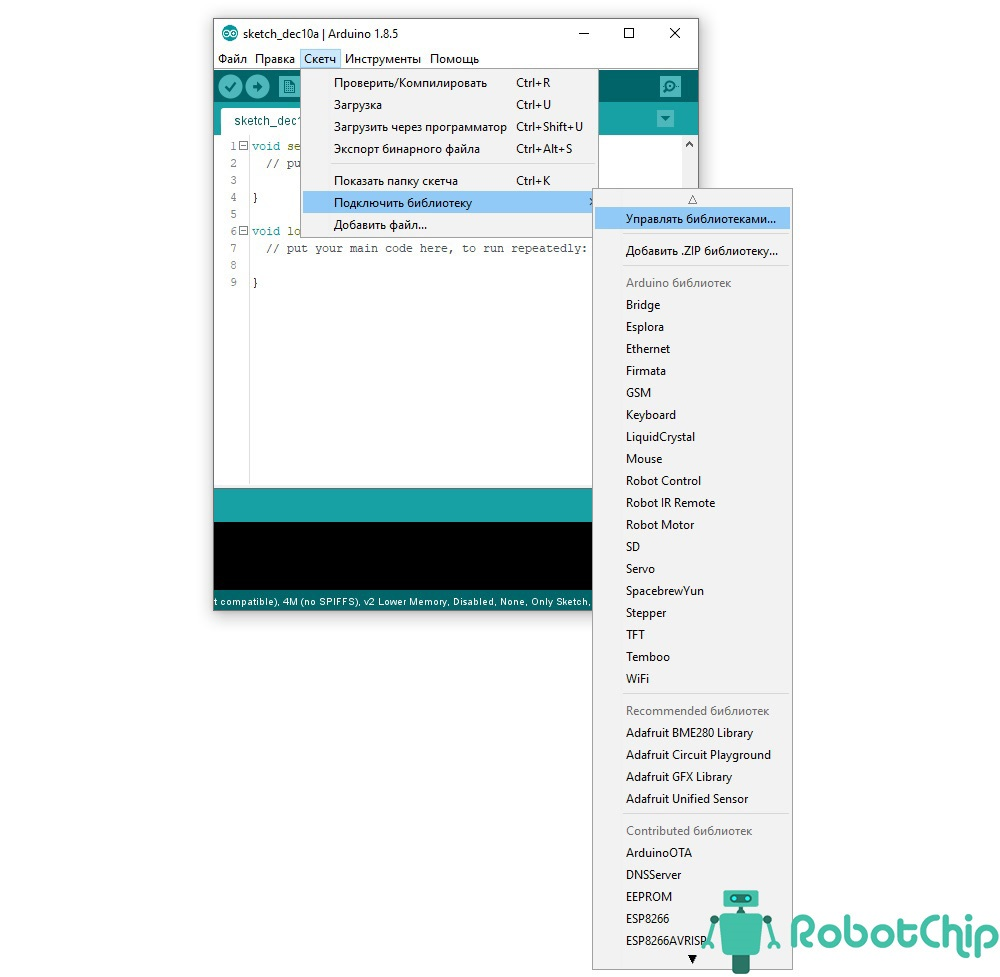 sketch_dec10a | Arduino 1.8.5
Файл Правка Скетч Инструменты Помощь
Проверить/Компилировать Ctrl+R
Загрузка Ctrl+U
Загрузить через программатор Ctrl+Shift+U
Экспорт бинарного файла Ctrl+Alt+S
Показать папку скетча Ctrl+K
Подключить библиотеку
Добавить файл...
sketch_dec1
1 void se
2 // pu
3
4 }
5
6 void lo
7 // put your main code here, to run repeatedly:
8
9 }
t compatible), 4M (no SPIFFS), v2 Lower Memory, Disabled, None, Only Sketch,
Управлять библиотеками...
Добавить .ZIP библиотеку...
Arduino библиотек
Bridge
Esplora
Ethernet
Firmata
GSM
Keyboard
LiquidCrystal
Mouse
Robot Control
Robot IR Remote
Robot Motor
SD
Servo
SpacebrewYun
Stepper
TFT
Temboo
WiFi
Recommended библиотек
Adafruit BME280 Library
Adafruit Circuit Playground
Adafruit GFX Library
Adafruit Unified Sensor
Contributed библиотек
ArduinoOTA
DNSServer
EEPROM
ESP8266
ESP8266AVRISP
RobotChip